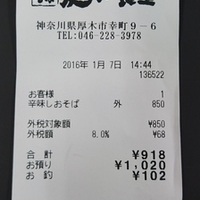 神奈川県厚木市幸町9-6
TEL:046-228-3978
2016年 1月 7日 14:44
136522
お客様 1
辛味しおそば 外 850
外税対象額 ¥850
外税額 8.0% ¥68
合 計 ¥918
お預り ¥1,020
お 釣 ¥102